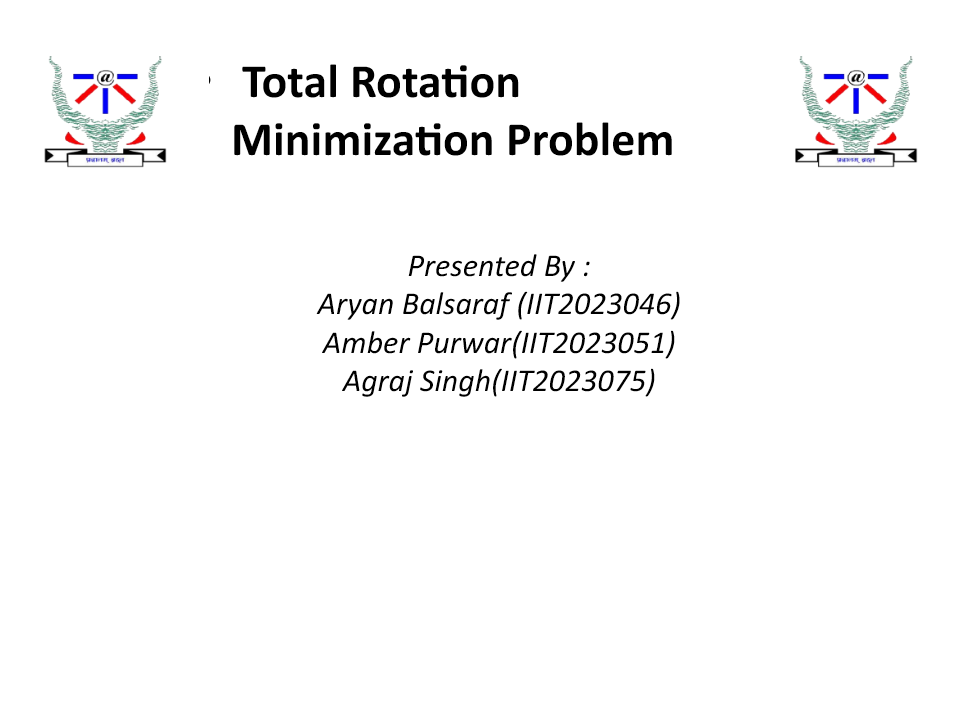 • Total Rotation
Minimization Problem
Presented By :
Aryan Balsaraf (IIT2023046)
Amber Purwar(IIT2023051)
Agraj Singh(IIT2023075)